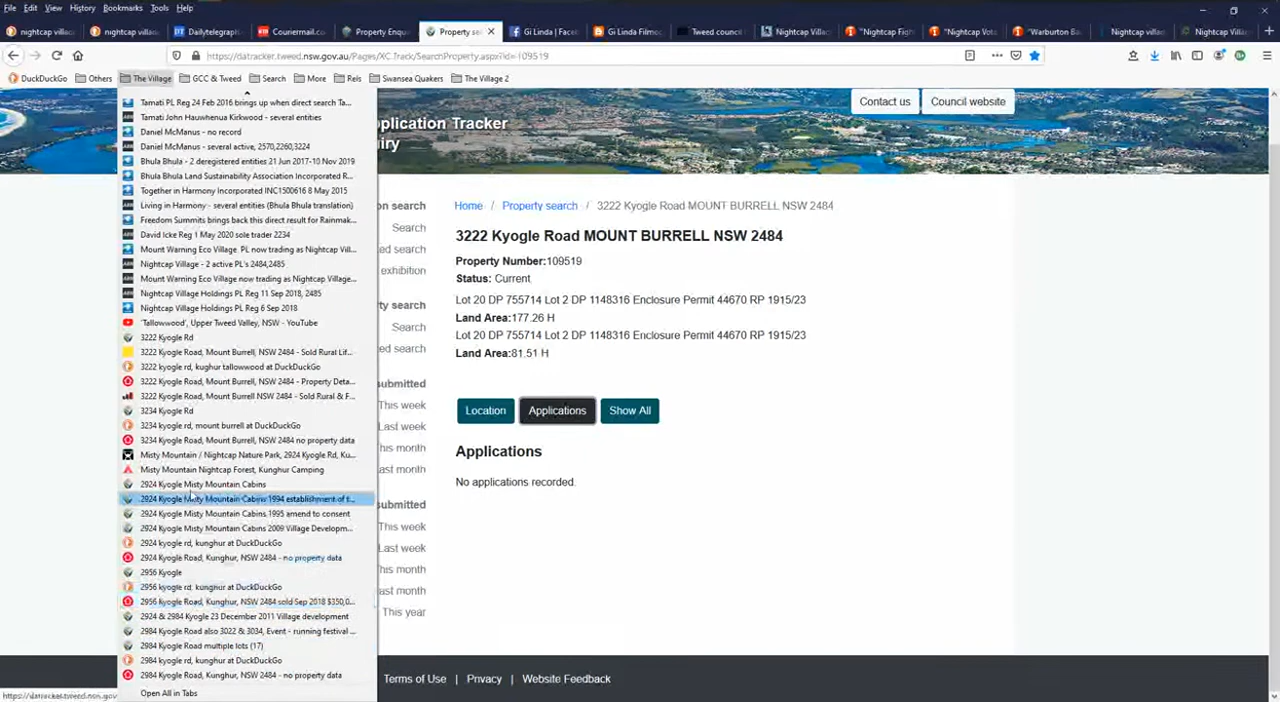 File Edit View History Bookmarks Tools Help
nightcap villag
nightcap villa
Dailytelegraph
Couriermail.co
Property Enqu
Property se
Gi Linda | Face
Gi Linda Filmog
Tweed council
Nightcap Villag
"Nightcap Figh
"Nightcap Vota
"Warburton Ba
Nightcap
Nightcap Villag
https://datracker.tweed.nsw.gov.au/Pages/XC.Track/SearchProperty.aspx?id=109519
DuckDuckGo Others The Village GCC & Tweed Search More Rels Swansea Quakers The Village 2
Tamati PL Reg 24 Feb 2016 brings up when direct search Ta...
Tamati John Hauwhenua Kirkwood - several entities
Daniel McManus - no record
Daniel McManus - several active, 2570,2260,3224
Bhula Bhula - 2 deregistered entities 21 Jun 2017-10 Nov 2019
Bhula Bhula Land Sustainability Association Incorporated R...
Together in Harmony Incorporated INC1500616 8 May 2015
Living in Harmony - several entities (Bhula Bhula translation)
Freedom Summits brings back this direct result for Rainmak...
David Icke Reg 1 May 2020 sole trader 2234
Mount Warning Eco Village. PL now trading as Nightcap Vill...
Nightcap Village - 2 active PL's 2484,2485
Mount Warning Eco Village now trading as Nightcap Village...
Nightcap Village Holdings PL Reg 11 Sep 2018, 2485
Nightcap Village Holdings PL Reg 6 Sep 2018
'Tallowwood', Upper Tweed Valley, NSW - YouTube
3222 Kyogle Rd
3222 Kyogle Road, Mount Burrell, NSW 2484 - Sold Rural Lif...
3222 kyogle rd, kughur tallowwood at DuckDuckGo
3222 Kyogle Road, Mount Burrell, NSW 2484 - Property Deta...
3222 Kyogle Road, Mount Burrell NSW 2484 - Sold Rural & F...
3234 Kyogle Rd
3234 kyogle rd, mount burrell at DuckDuckGo
3234 Kyogle Road, Mount Burrell, NSW 2484 no property data
Misty Mountain / Nightcap Nature Park, 2924 Kyogle Rd, Ku...
Misty Mountain Nightcap Forest, Kunghur Camping
2924 Kyogle Misty Mountain Cabins
2924 Kyogle Misty Mountain Cabins 1994 establishment of t...
2924 Kyogle Misty Mountain Cabins 1995 amend to consent
2924 Kyogle Misty Mountain Cabins 2009 Village Developm...
2924 kyogle rd, kunghur at DuckDuckGo
2924 Kyogle Road, Kunghur, NSW 2484 - no property data
2956 Kyogle
2956 kyogle rd, kunghur at DuckDuckGo
2956 Kyogle Road, Kunghur, NSW 2484 sold Sep 2018 $350,0...
2924 & 2984 Kyogle 23 December 2011 Village development
2984 Kyogle Road also 3022 & 3034, Event - running festival ...
2984 Kyogle Road multiple lots (17)
2984 kyogle rd, kunghur at DuckDuckGo
2984 Kyogle Road, Kunghur, NSW 2484 - no property data
Open All in Tabs
https://datracker.tweed.nsw.gov
pplication Tracker
uiry
Contact us
Council website
on search
Search
ed search
exhibition
rty search
Search
ed search
submitted
This week
Last week
his month
ast month
submitted
This week
Last week
his month
ast month
This year
Home / Property search / 3222 Kyogle Road MOUNT BURRELL NSW 2484
3222 Kyogle Road MOUNT BURRELL NSW 2484
Property Number:109519
Status: Current
Lot 20 DP 755714 Lot 2 DP 1148316 Enclosure Permit 44670 RP 1915/23
Land Area:177.26 H
Lot 20 DP 755714 Lot 2 DP 1148316 Enclosure Permit 44670 RP 1915/23
Land Area:81.51 H
Location
Applications
Show All
Applications
No applications recorded.
Terms of Use | Privacy | Website Feedback